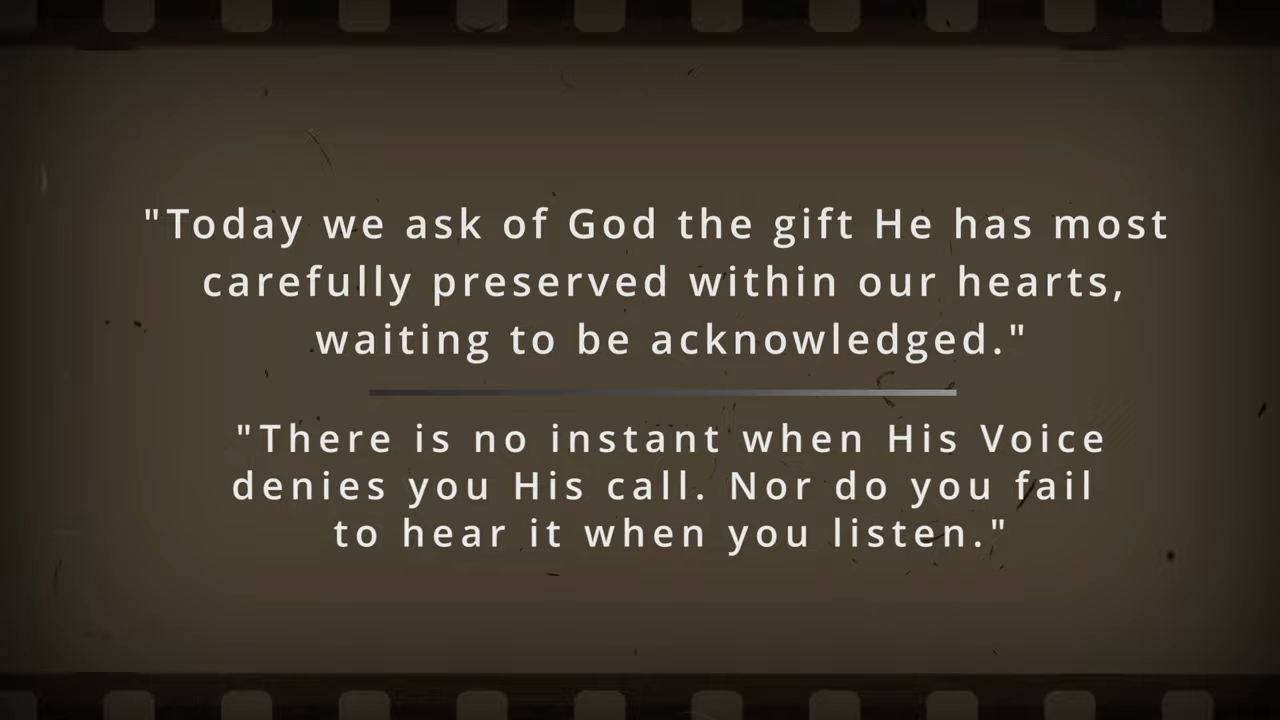 "Today we ask of God the gift He has most
carefully preserved within our hearts,
waiting to be acknowledged."
"There is no instant when His Voice
denies you His call. Nor do you fail
to hear it when you listen."